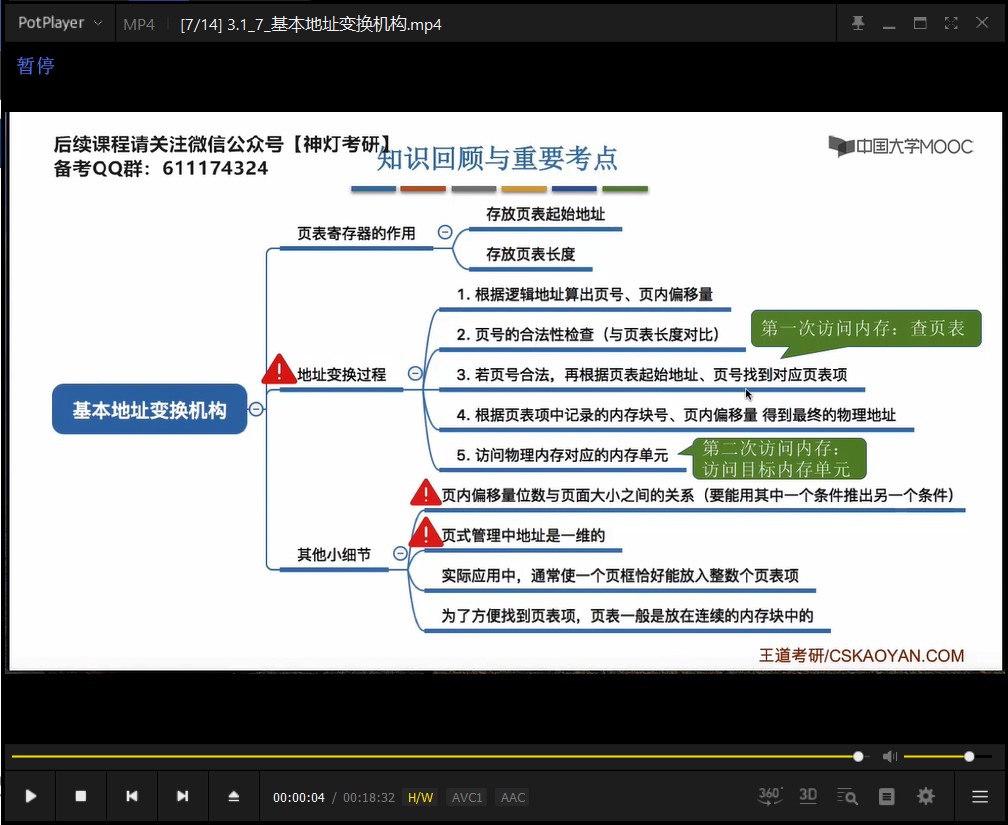 PotPlayer MP4 [7/14] 3.1_7_基本地址变换机构.mp4
暂停
后续课程请关注微信公众号【神灯考研】
备考QQ群：611174324
知识回顾与重要考点
中国大学MOOC
基本地址变换机构
页表寄存器的作用
存放页表起始地址
存放页表长度
地址变换过程
1. 根据逻辑地址算出页号、页内偏移量
2. 页号的合法性检查（与页表长度对比）
第一次访问内存：查页表
3. 若页号合法，再根据页表起始地址、页号找到对应页表项
4. 根据页表项中记录的内存块号、页内偏移量 得到最终的物理地址
5. 访问物理内存对应的内存单元
第二次访问内存：
访问目标内存单元
其他小细节
页内偏移量位数与页面大小之间的关系（要能用其中一个条件推出另一个条件）
页式管理中地址是一维的
实际应用中，通常使一个页框恰好能放入整数个页表项
为了方便找到页表项，页表一般是放在连续的内存块中的
王道考研/CSKAOYAN.COM
00:00:04 / 00:18:32 H/W AVC1 AAC
360° 3D